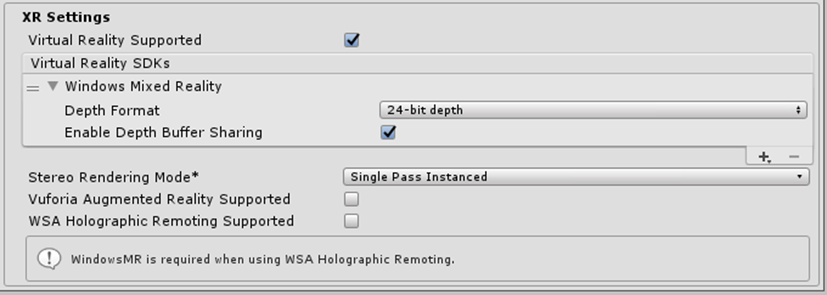 XR Settings
Virtual Reality Supported
Virtual Reality SDKs
Windows Mixed Reality
Depth Format 24-bit depth
Enable Depth Buffer Sharing
Stereo Rendering Mode* Single Pass Instanced
Vuforia Augmented Reality Supported
WSA Holographic Remoting Supported
WindowsMR is required when using WSA Holographic Remoting.